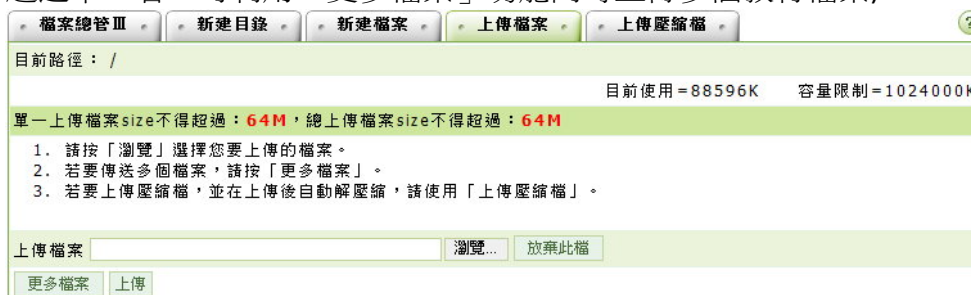 檔案總管Ⅲ 新建目錄 新建檔案 上傳檔案 上傳壓縮檔
目前路徑： /
目前使用=88596K 容量限制=1024000K
單一上傳檔案size不得超過：64M，總上傳檔案size不得超過：64M
1. 請按「瀏覽」選擇您要上傳的檔案。
2. 若要傳送多個檔案，請按「更多檔案」。
3. 若要上傳壓縮檔，並在上傳後自動解壓縮，請使用「上傳壓縮檔」。
上傳檔案 瀏覽... 放棄此檔
更多檔案 上傳